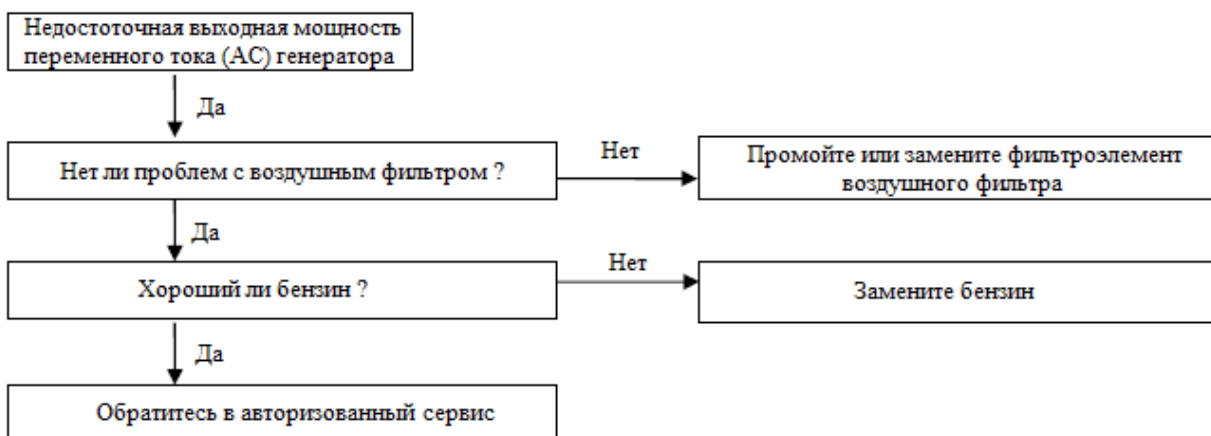 Недостоточная выходная мощность
переменного тока (АС) генератора
Да
Нет ли проблем с воздушным фильтром ?
Нет
Промойте или замените фильтроэлемент
воздушного фильтра
Да
Хороший ли бензин ?
Нет
Замените бензин
Да
Обратитесь в авторизованный сервис